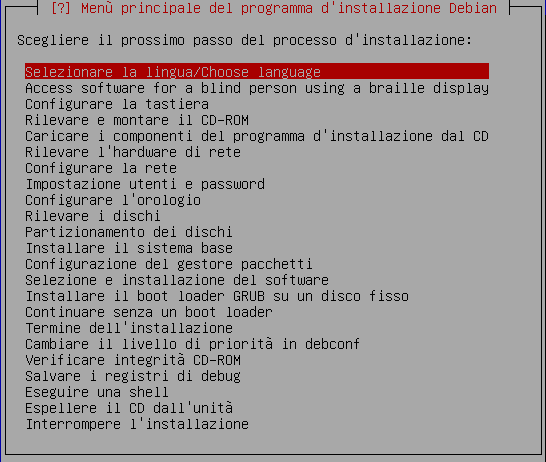 [?] Menù principale del programma d'installazione Debian
Scegliere il prossimo passo del processo d'installazione:
Selezionare la lingua/Choose language
Access software for a blind person using a braille display
Configurare la tastiera
Rilevare e montare il CD-ROM
Caricare i componenti del programma d'installazione dal CD
Rilevare l'hardware di rete
Configurare la rete
Impostazione utenti e password
Configurare l'orologio
Rilevare i dischi
Partizionamento dei dischi
Installare il sistema base
Configurazione del gestore pacchetti
Selezione e installazione del software
Installare il boot loader GRUB su un disco fisso
Continuare senza un boot loader
Termine dell'installazione
Cambiare il livello di priorità in debconf
Verificare integrità CD-ROM
Salvare i registri di debug
Eseguire una shell
Espellere il CD dall'unità
Interrompere l'installazione